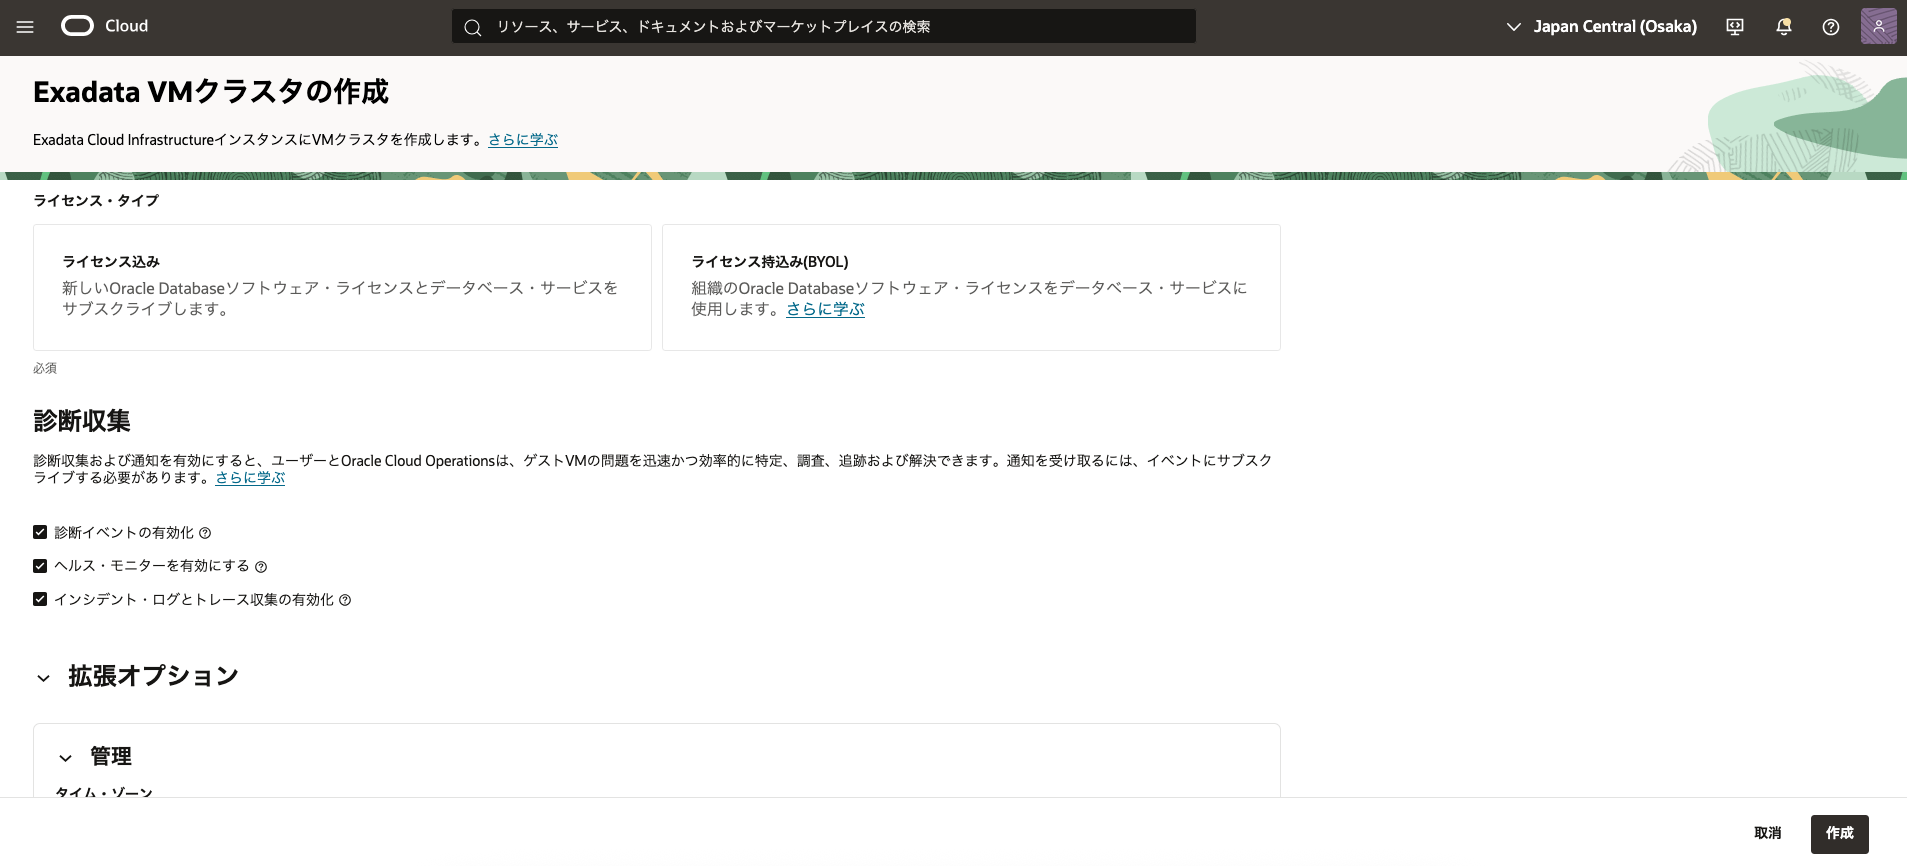 Cloud
リソース、サービス、ドキュメントおよびマーケットプレイスの検索
Japan Central (Osaka)
Exadata VMクラスタの作成
Exadata Cloud InfrastructureインスタンスにVMクラスタを作成します。さらに学ぶ
ライセンス・タイプ
ライセンス込み
新しいOracle Databaseソフトウェア・ライセンスとデータベース・サービスを
サブスクライブします。
ライセンス持込み(BYOL)
組織のOracle Databaseソフトウェア・ライセンスをデータベース・サービスに
使用します。さらに学ぶ
必須
診断収集
診断収集および通知を有効にすると、ユーザーとOracle Cloud Operationsは、ゲストVMの問題を迅速かつ効率的に特定、調査、追跡および解決できます。通知を受け取るには、イベントにサブスク
ライブする必要があります。さらに学ぶ
診断イベントの有効化
ヘルス・モニターを有効にする
インシデント・ログとトレース収集の有効化
拡張オプション
管理
タイム・ゾーン
取消
作成